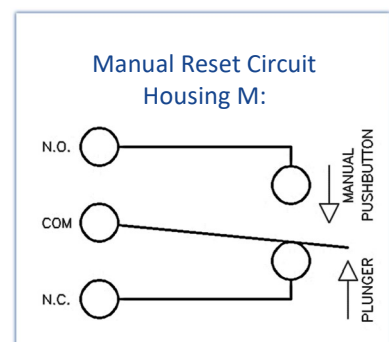 Manual Reset Circuit
Housing M:
N.O.
MANUAL
PUSHBUTTON
COM
N.C.
PLUNGER